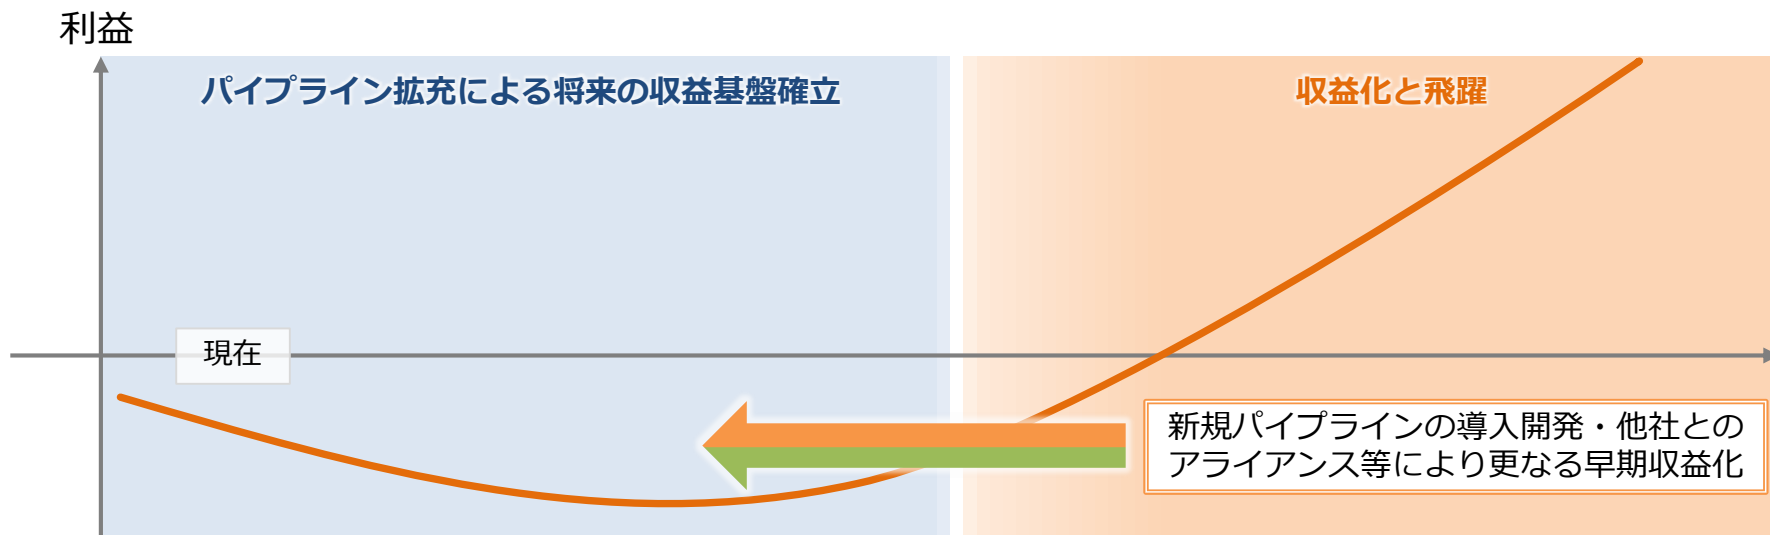 利益
パイプライン拡充による将来の収益基盤確立
収益化と飛躍
現在
新規パイプラインの導入開発・他社との
アライアンス等により更なる早期収益化